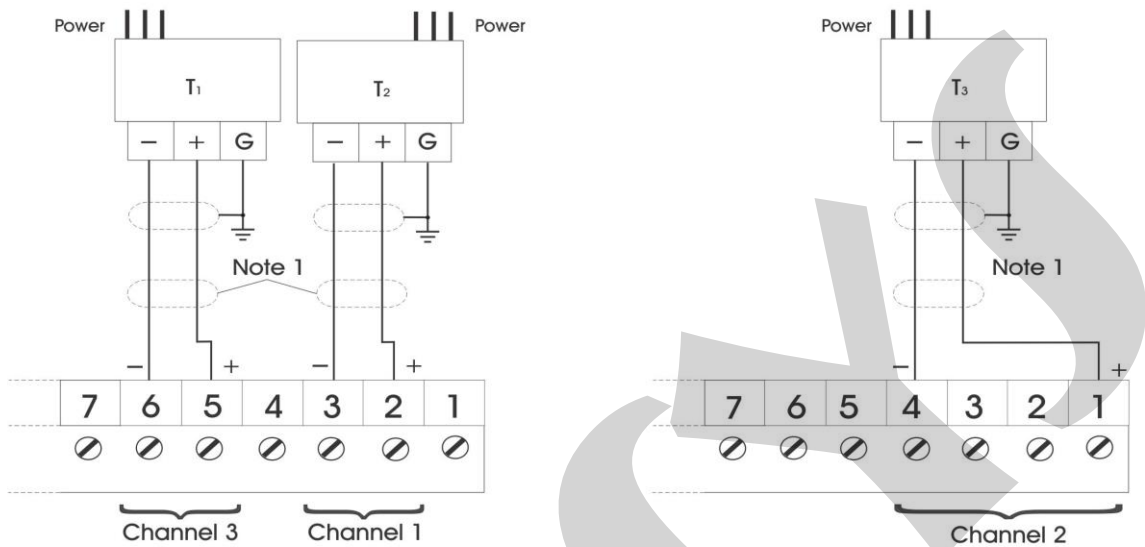 Power Power Power
T1 T2 T3
− + G − + G − + G
Note 1 Note 1
− + − + − +
7 6 5 4 3 2 1 7 6 5 4 3 2 1
Channel 3 Channel 1 Channel 2